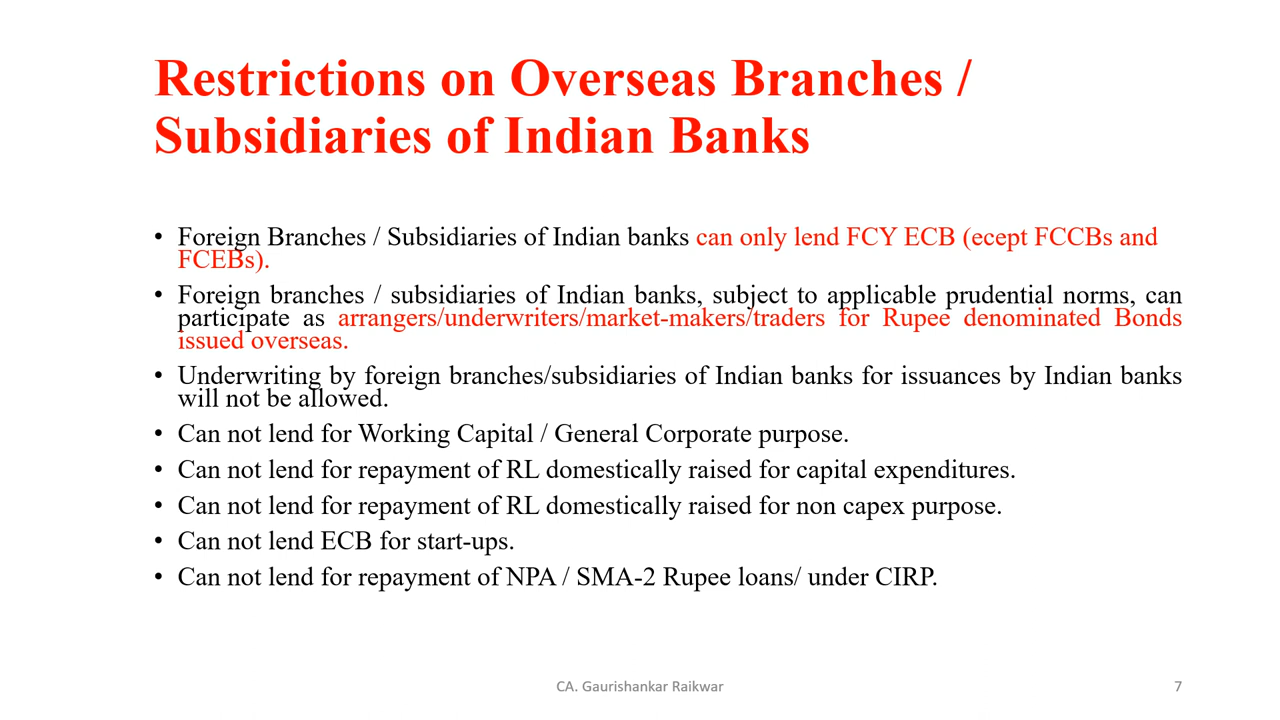 Restrictions on Overseas Branches /
Subsidiaries of Indian Banks
• Foreign Branches / Subsidiaries of Indian banks can only lend FCY ECB (ecept FCCBs and
FCEBs).
• Foreign branches / subsidiaries of Indian banks, subject to applicable prudential norms, can
participate as arrangers/underwriters/market-makers/traders for Rupee denominated Bonds
issued overseas.
• Underwriting by foreign branches/subsidiaries of Indian banks for issuances by Indian banks
will not be allowed.
• Can not lend for Working Capital / General Corporate purpose.
• Can not lend for repayment of RL domestically raised for capital expenditures.
• Can not lend for repayment of RL domestically raised for non capex purpose.
• Can not lend ECB for start-ups.
• Can not lend for repayment of NPA / SMA-2 Rupee loans/ under CIRP.
CA. Gaurishankar Raikwar
7